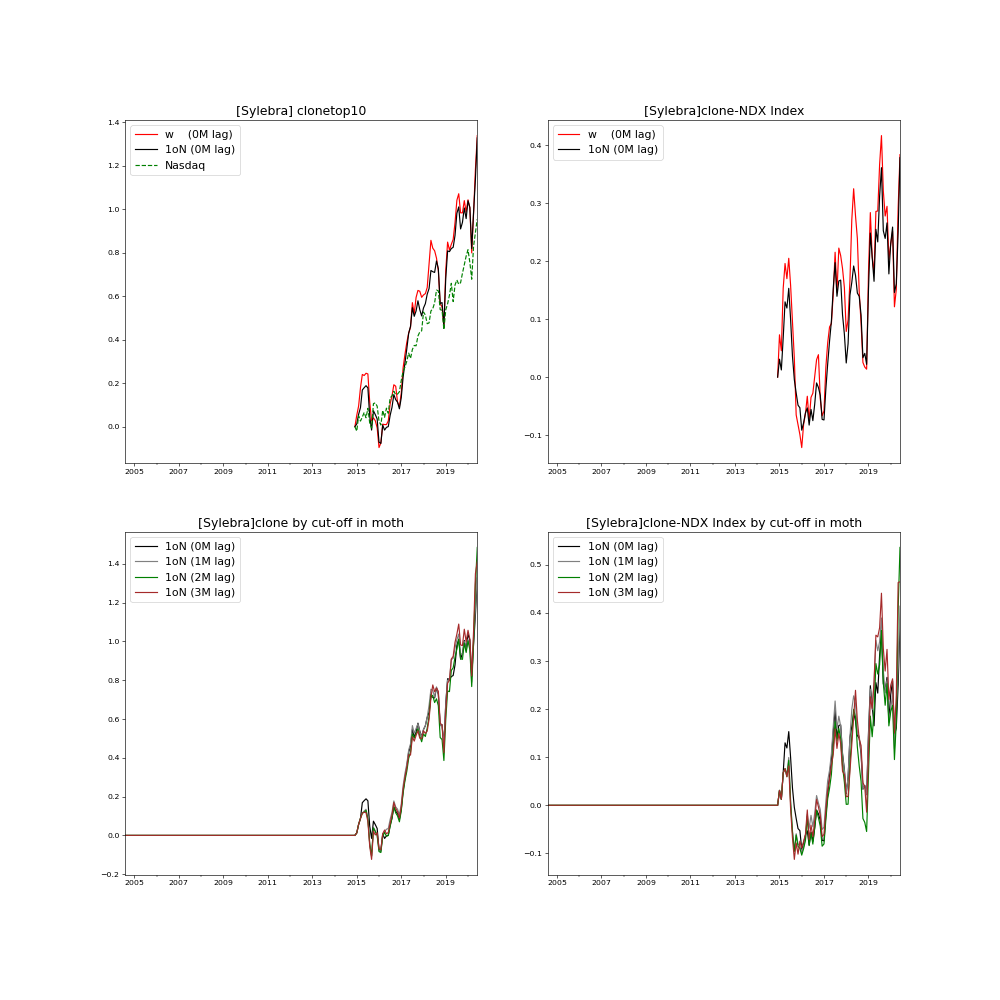 [Sylebra] clonetop10
w (0M lag)
1oN (0M lag)
Nasdaq
1.4
1.2
1.0
0.8
0.6
0.4
0.2
0.0
2005 2007 2009 2011 2013 2015 2017 2019
[Sylebra]clone-NDX Index
w (0M lag)
1oN (0M lag)
0.4
0.3
0.2
0.1
0.0
−0.1
2005 2007 2009 2011 2013 2015 2017 2019
[Sylebra]clone by cut-off in moth
1oN (0M lag)
1oN (1M lag)
1oN (2M lag)
1oN (3M lag)
1.4
1.2
1.0
0.8
0.6
0.4
0.2
0.0
−0.2
2005 2007 2009 2011 2013 2015 2017 2019
[Sylebra]clone-NDX Index by cut-off in moth
1oN (0M lag)
1oN (1M lag)
1oN (2M lag)
1oN (3M lag)
0.5
0.4
0.3
0.2
0.1
0.0
−0.1
2005 2007 2009 2011 2013 2015 2017 2019